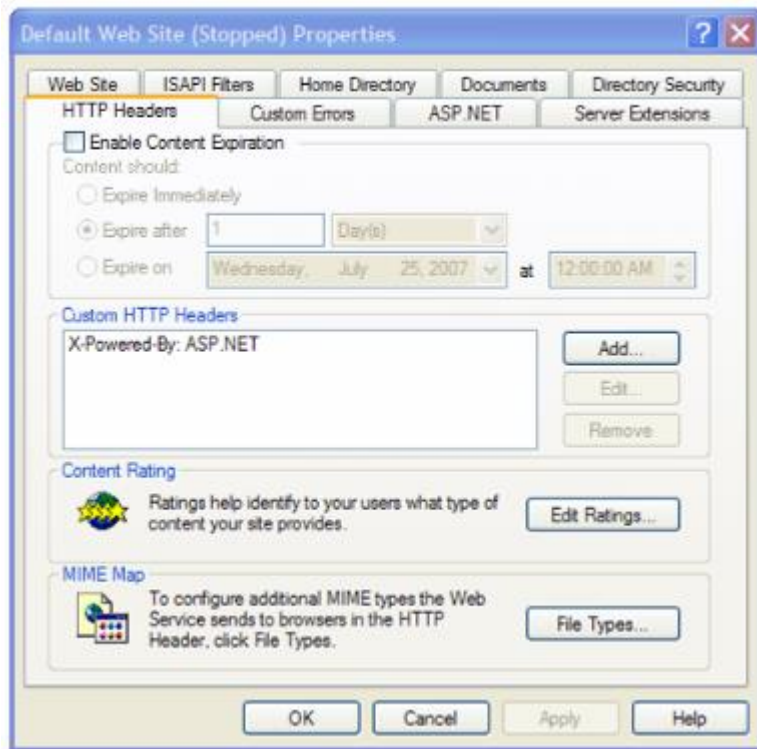 Default Web Site (Stopped) Properties
Web Site ISAPI Filters Home Directory Documents Directory Security
HTTP Headers Custom Errors ASP.NET Server Extensions
Enable Content Expiration
Content should:
Expire Immediately
Expire after 1 Day(s)
Expire on Wednesday, July 25, 2007 at 12:00:00 AM
Custom HTTP Headers
X-Powered-By: ASP.NET
Add...
Edit...
Remove
Content Rating
Ratings help identify to your users what type of
content your site provides.
Edit Ratings...
MIME Map
To configure additional MIME types the Web
Service sends to browsers in the HTTP
Header, click File Types.
File Types...
OK Cancel Apply Help